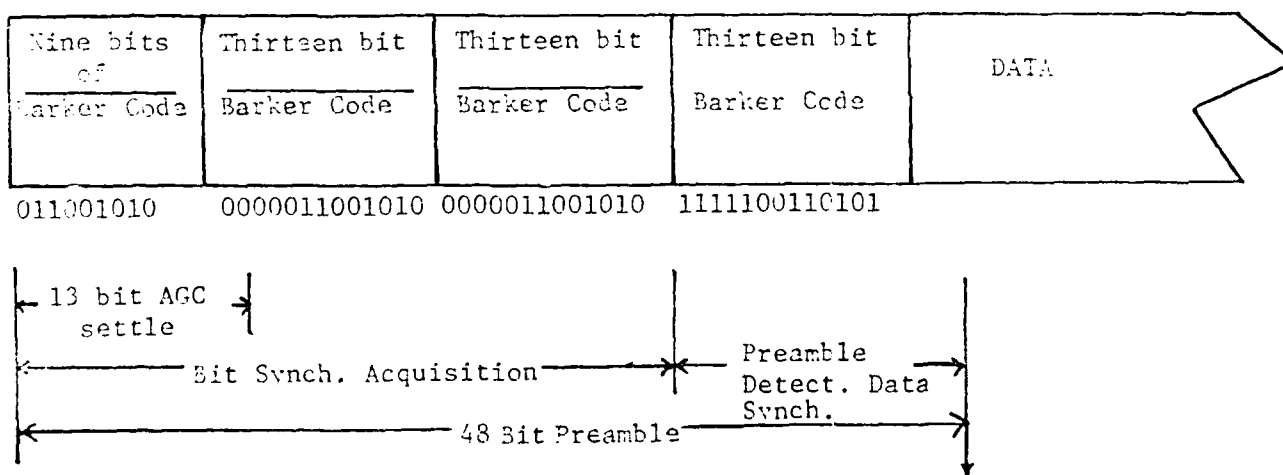 Nine bits
of
Barker Code
Thirteen bit
Barker Code
Thirteen bit
Barker Code
Thirteen bit
Barker Code
DATA
011001010
0000011001010
0000011001010
1111100110101
13 bit AGC
settle
Bit Synch. Acquisition
Preamble
Detect. Data
Synch.
48 Bit Preamble